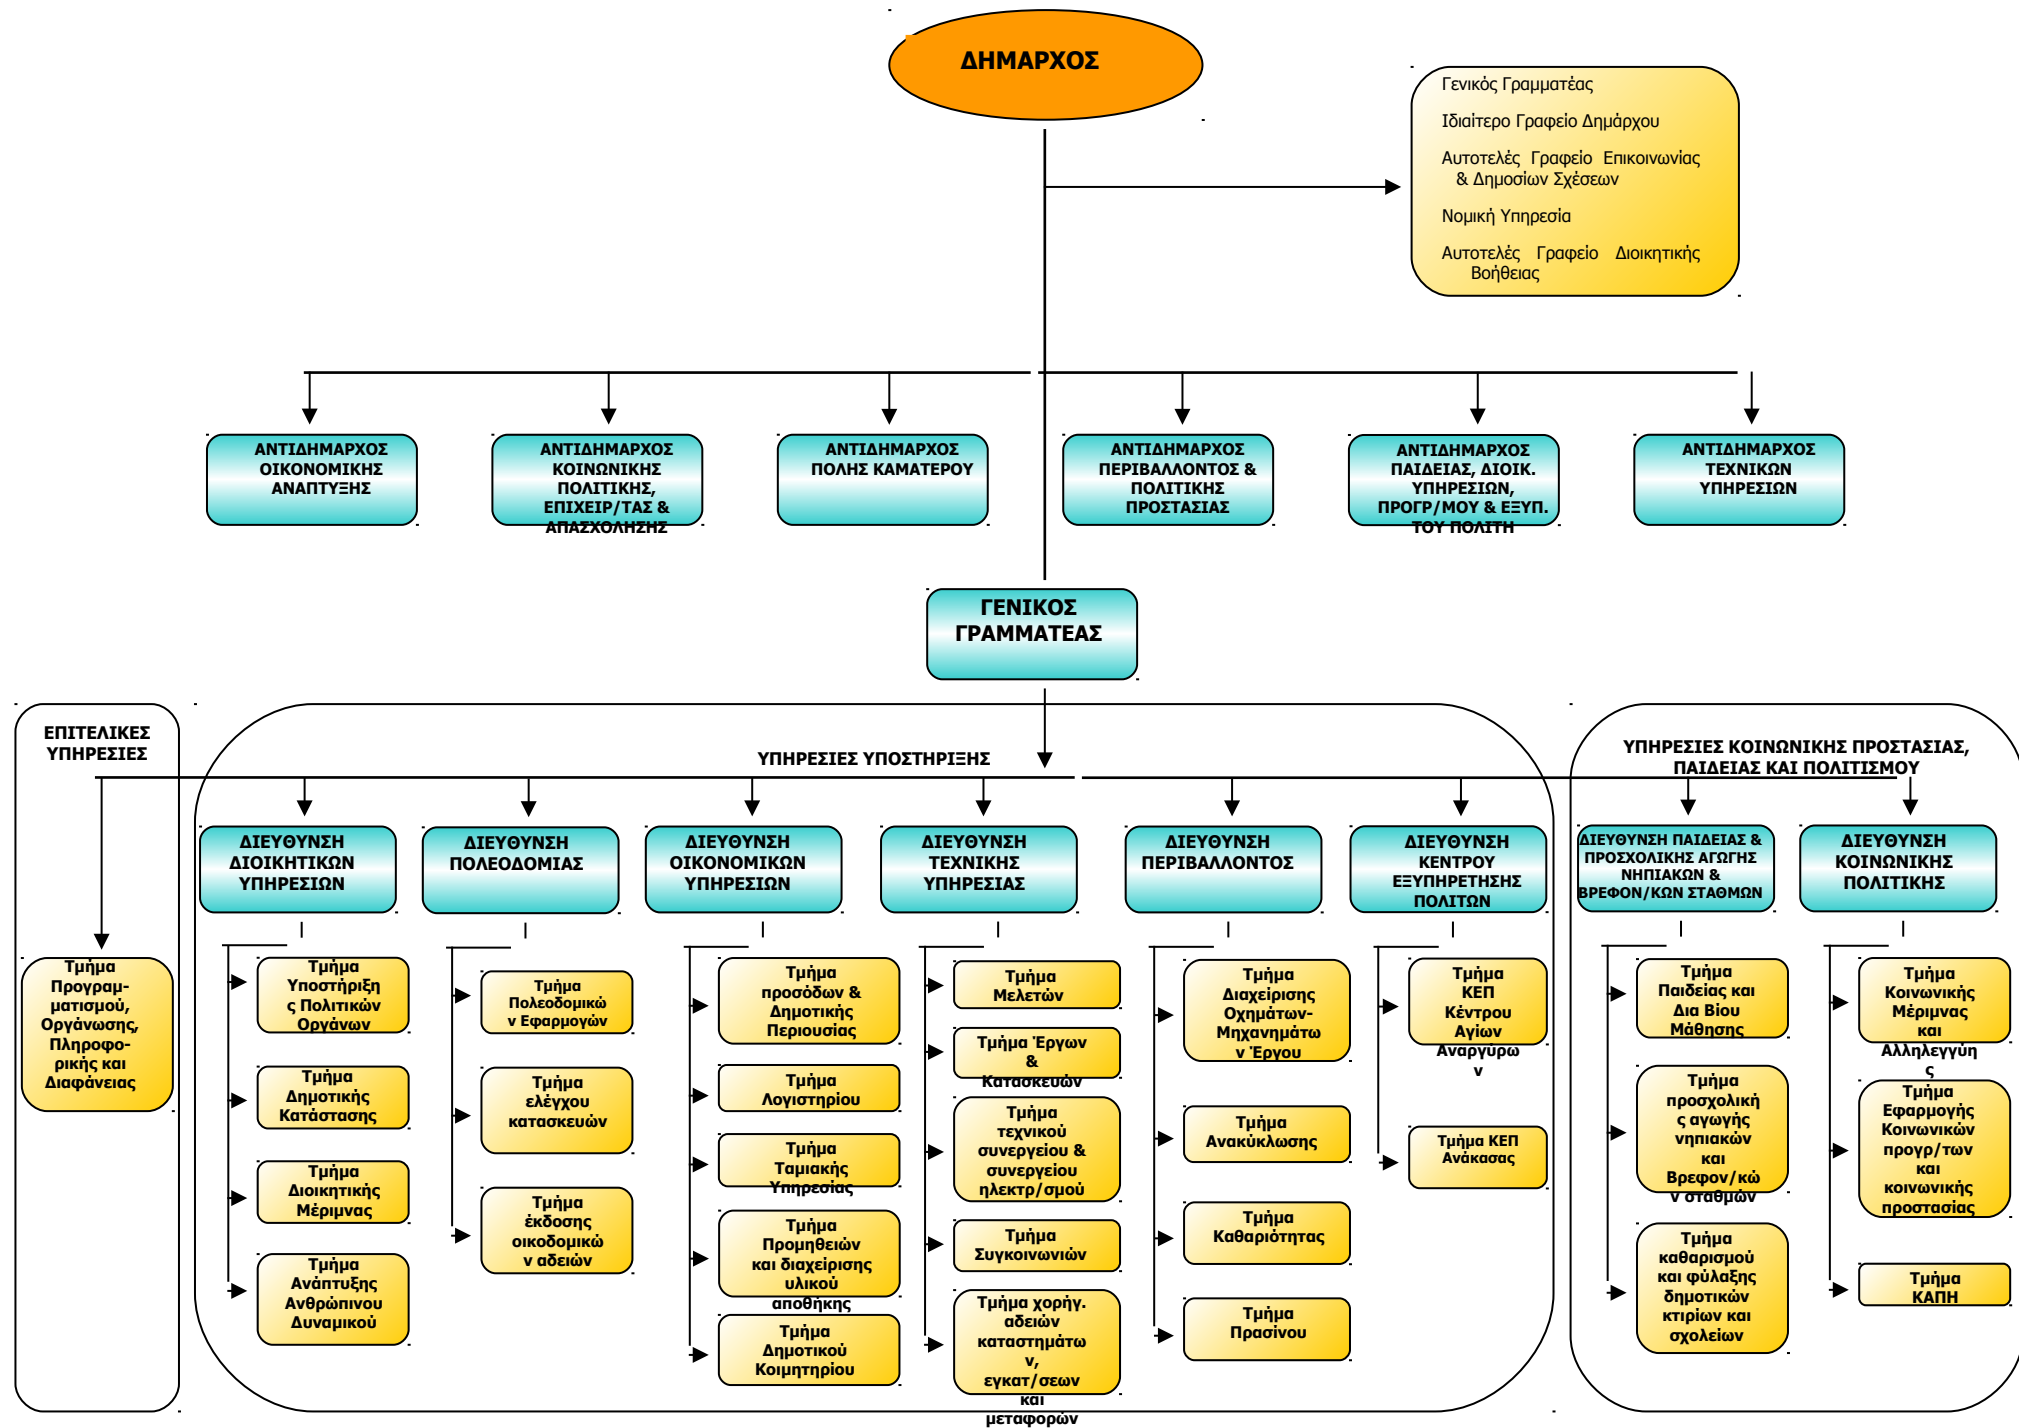 ΔΗΜΑΡΧΟΣ
Γενικός Γραμματέας
Ιδιαίτερο Γραφείο Δημάρχου
Αυτοτελές Γραφείο Επικοινωνίας
& Δημοσίων Σχέσεων
Νομική Υπηρεσία
Αυτοτελές Γραφείο Διοικητικής
Βοήθειας
ΑΝΤΙΔΗΜΑΡΧΟΣ
ΟΙΚΟΝΟΜΙΚΗΣ
ΑΝΑΠΤΥΞΗΣ
ΑΝΤΙΔΗΜΑΡΧΟΣ
ΚΟΙΝΩΝΙΚΗΣ
ΠΟΛΙΤΙΚΗΣ,
ΕΠΙΧΕΙΡ/ΤΑΣ &
ΑΠΑΣΧΟΛΗΣΗΣ
ΑΝΤΙΔΗΜΑΡΧΟΣ
ΠΟΛΗΣ ΚΑΜΑΤΕΡΟΥ
ΑΝΤΙΔΗΜΑΡΧΟΣ
ΠΕΡΙΒΑΛΛΟΝΤΟΣ &
ΠΟΛΙΤΙΚΗΣ
ΠΡΟΣΤΑΣΙΑΣ
ΑΝΤΙΔΗΜΑΡΧΟΣ
ΠΑΙΔΕΙΑΣ, ΔΙΟΙΚ.
ΥΠΗΡΕΣΙΩΝ,
ΠΡΟΓΡ/ΜΟΥ & ΕΞΥΠ.
ΤΟΥ ΠΟΛΙΤΗ
ΑΝΤΙΔΗΜΑΡΧΟΣ
ΤΕΧΝΙΚΩΝ
ΥΠΗΡΕΣΙΩΝ
ΓΕΝΙΚΟΣ
ΓΡΑΜΜΑΤΕΑΣ
ΕΠΙΤΕΛΙΚΕΣ
ΥΠΗΡΕΣΙΕΣ
ΥΠΗΡΕΣΙΕΣ ΥΠΟΣΤΗΡΙΞΗΣ
ΥΠΗΡΕΣΙΕΣ ΚΟΙΝΩΝΙΚΗΣ ΠΡΟΣΤΑΣΙΑΣ,
ΠΑΙΔΕΙΑΣ ΚΑΙ ΠΟΛΙΤΙΣΜΟΥ
ΔΙΕΥΘΥΝΣΗ
ΔΙΟΙΚΗΤΙΚΩΝ
ΥΠΗΡΕΣΙΩΝ
ΔΙΕΥΘΥΝΣΗ
ΠΟΛΕΟΔΟΜΙΑΣ
ΔΙΕΥΘΥΝΣΗ
ΟΙΚΟΝΟΜΙΚΩΝ
ΥΠΗΡΕΣΙΩΝ
ΔΙΕΥΘΥΝΣΗ
ΤΕΧΝΙΚΗΣ
ΥΠΗΡΕΣΙΑΣ
ΔΙΕΥΘΥΝΣΗ
ΠΕΡΙΒΑΛΛΟΝΤΟΣ
ΔΙΕΥΘΥΝΣΗ
ΚΕΝΤΡΟΥ
ΕΞΥΠΗΡΕΤΗΣΗΣ
ΠΟΛΙΤΩΝ
ΔΙΕΥΘΥΝΣΗ ΠΑΙΔΕΙΑΣ &
ΠΡΟΣΧΟΛΙΚΗΣ ΑΓΩΓΗΣ
ΝΗΠΙΑΚΩΝ &
ΒΡΕΦΟΝ/ΚΩΝ ΣΤΑΘΜΩΝ
ΔΙΕΥΘΥΝΣΗ
ΚΟΙΝΩΝΙΚΗΣ
ΠΟΛΙΤΙΚΗΣ
Τμήμα
Προγραμ-
ματισμού,
Οργάνωσης,
Πληροφο-
ρικής και
Διαφάνειας
Τμήμα
Υποστήριξη
ς Πολιτικών
Οργάνων
Τμήμα
Δημοτικής
Κατάστασης
Τμήμα
Διοικητικής
Μέριμνας
Τμήμα
Ανάπτυξης
Ανθρώπινου
Δυναμικού
Τμήμα
Πολεοδομικώ
ν Εφαρμογών
Τμήμα
ελέγχου
κατασκευών
Τμήμα
έκδοσης
οικοδομικώ
ν αδειών
Τμήμα
προσόδων &
Δημοτικής
Περιουσίας
Τμήμα
Λογιστηρίου
Τμήμα
Ταμιακής
Υπηρεσίας
Τμήμα
Προμηθειών
και διαχείρισης
υλικού
αποθήκης
Τμήμα
Δημοτικού
Κοιμητηρίου
Τμήμα
Μελετών
Τμήμα Έργων
&
Κατασκευών
Τμήμα
τεχνικού
συνεργείου &
συνεργείου
ηλεκτρ/σμού
Τμήμα
Συγκοινωνιών
Τμήμα χορήγ.
αδειών
καταστημάτω
ν,
εγκατ/σεων
και
μεταφορών
Τμήμα
Διαχείρισης
Οχημάτων-
Μηχανημάτω
ν Έργου
Τμήμα
Ανακύκλωσης
Τμήμα
Καθαριότητας
Τμήμα
Πρασίνου
Τμήμα
ΚΕΠ
Κέντρου
Αγίων
Αναργύρω
ν
Τμήμα ΚΕΠ
Ανάκασας
Τμήμα
Παιδείας και
Δια Βίου
Μάθησης
Τμήμα
προσχολική
ς αγωγής
νηπιακών
και
Βρεφον/κώ
ν σταθμών
Τμήμα
καθαρισμού
και φύλαξης
δημοτικών
κτιρίων και
σχολείων
Τμήμα
Κοινωνικής
Μέριμνας
και
Αλληλεγγύη
ς
Τμήμα
Εφαρμογής
Κοινωνικών
προγρ/των
και
κοινωνικής
προστασίας
Τμήμα
ΚΑΠΗ